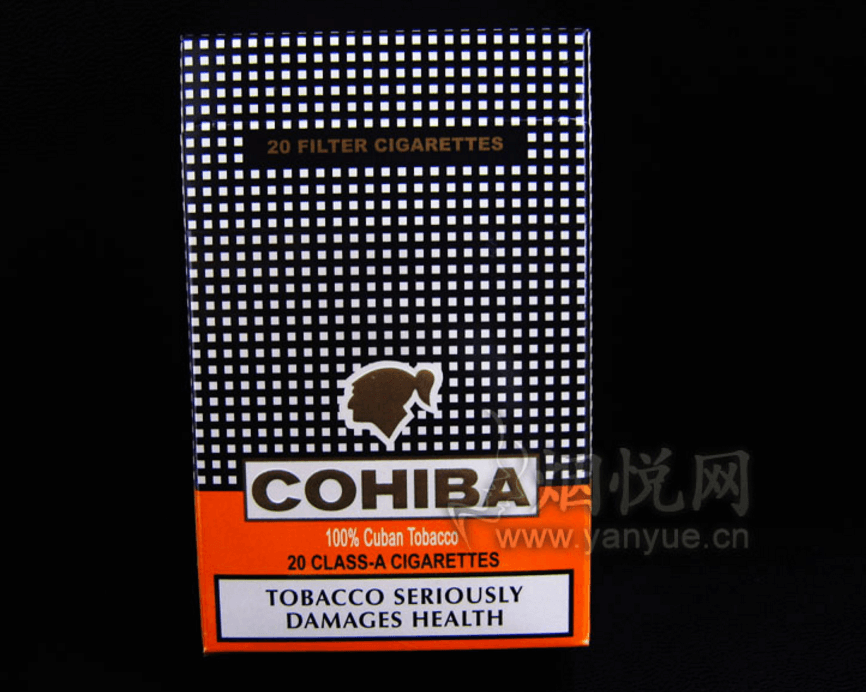 20 FILTER CIGARETTES
COHIBA
烟悦网
100% Cuban Tobacco
www.yanyue.cn
20 CLASS-A CIGARETTES
TOBACCO SERIOUSLY
DAMAGES HEALTH